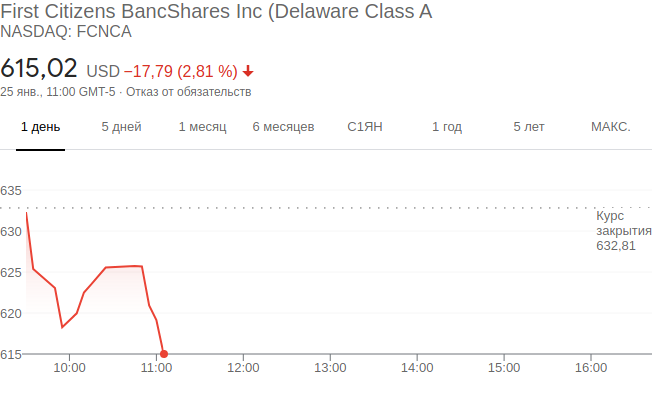 First Citizens BancShares Inc (Delaware Class A
NASDAQ: FCNCA
615,02 USD −17,79 (2,81 %)
25 янв., 11:00 GMT-5 · Отказ от обязательств
1 день 5 дней 1 месяц 6 месяцев С1ЯН 1 год 5 лет МАКС.
635
Курс
630
закрытия
632,81
625
620
615
10:00 11:00 12:00 13:00 14:00 15:00 16:00